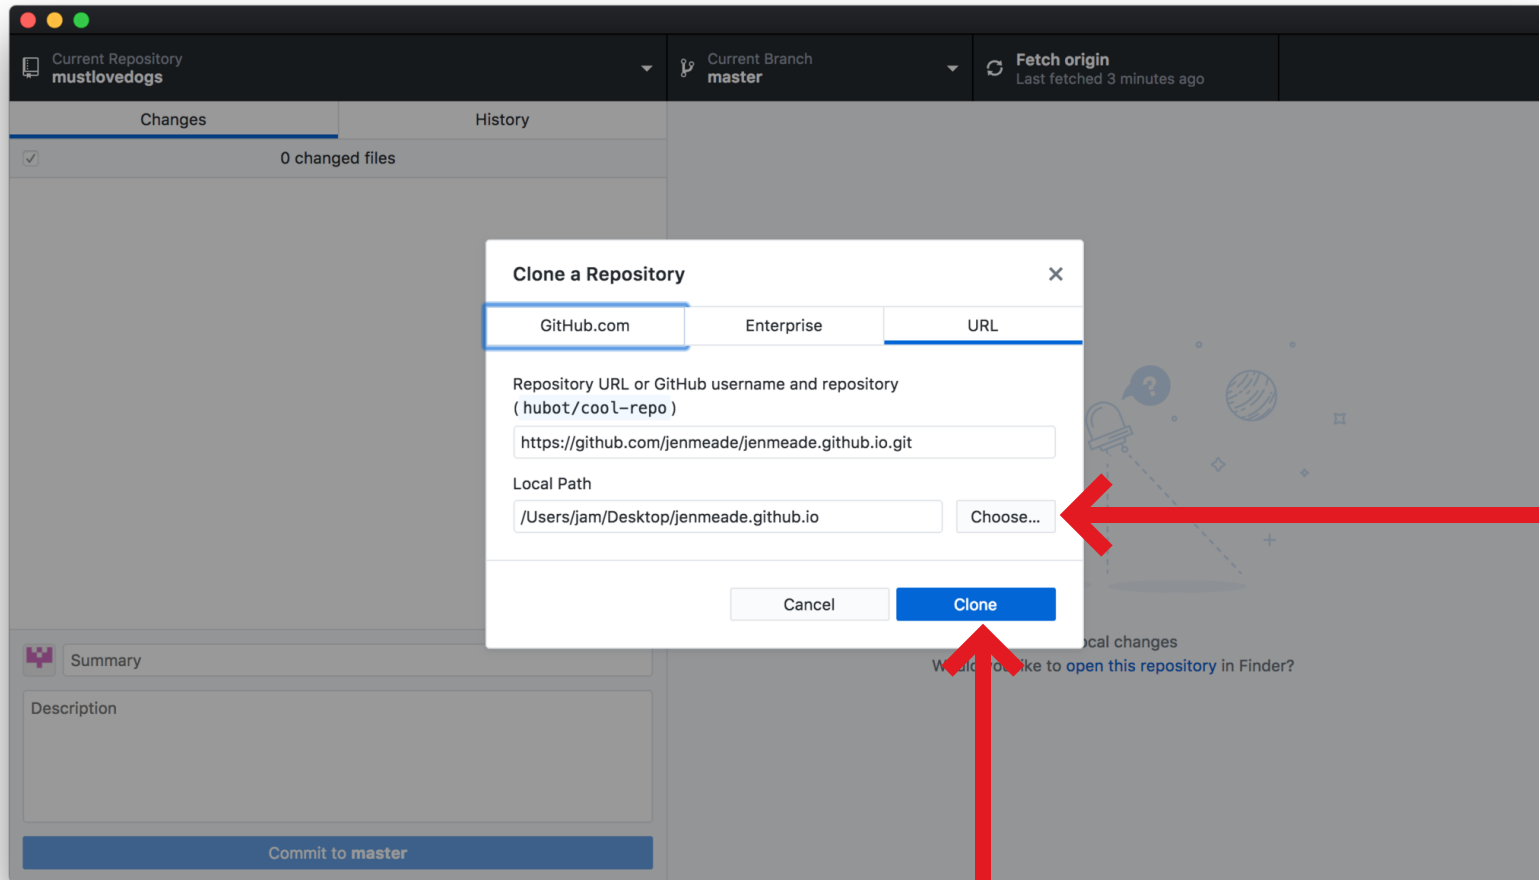 Current Repository
mustlovedogs
Current Branch
master
Fetch origin
Last fetched 3 minutes ago
Changes
History
0 changed files
Clone a Repository
GitHub.com
Enterprise
URL
Repository URL or GitHub username and repository
(hubot/cool-repo)
https://github.com/jenmeade/jenmeade.github.io.git
Local Path
/Users/jam/Desktop/jenmeade.github.io
Choose...
Cancel
Clone
?
changes
like to open this repository in Finder?
Summary
Description
Commit to master